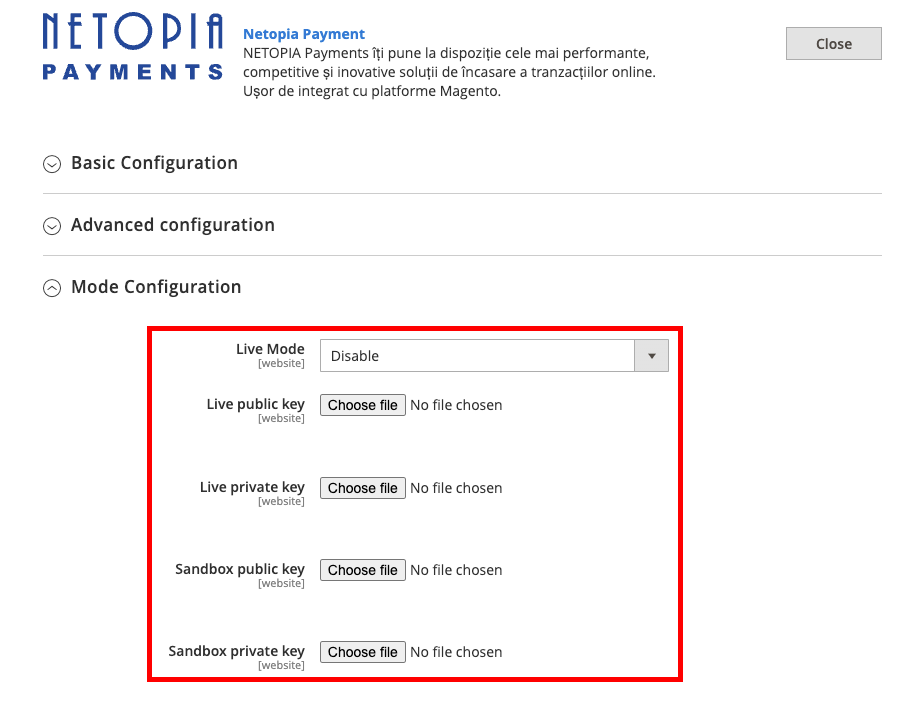 NETOPIA
PAYMENTS
Netopia Payment
NETOPIA Payments îți pune la dispoziție cele mai performante,
competitive și inovative soluții de încasare a tranzacțiilor online.
Ușor de integrat cu platforme Magento.
Close
Basic Configuration
Advanced configuration
Mode Configuration
Live Mode
[website]
Disable
Live public key
[website]
Choose file No file chosen
Live private key
[website]
Choose file No file chosen
Sandbox public key
[website]
Choose file No file chosen
Sandbox private key
[website]
Choose file No file chosen